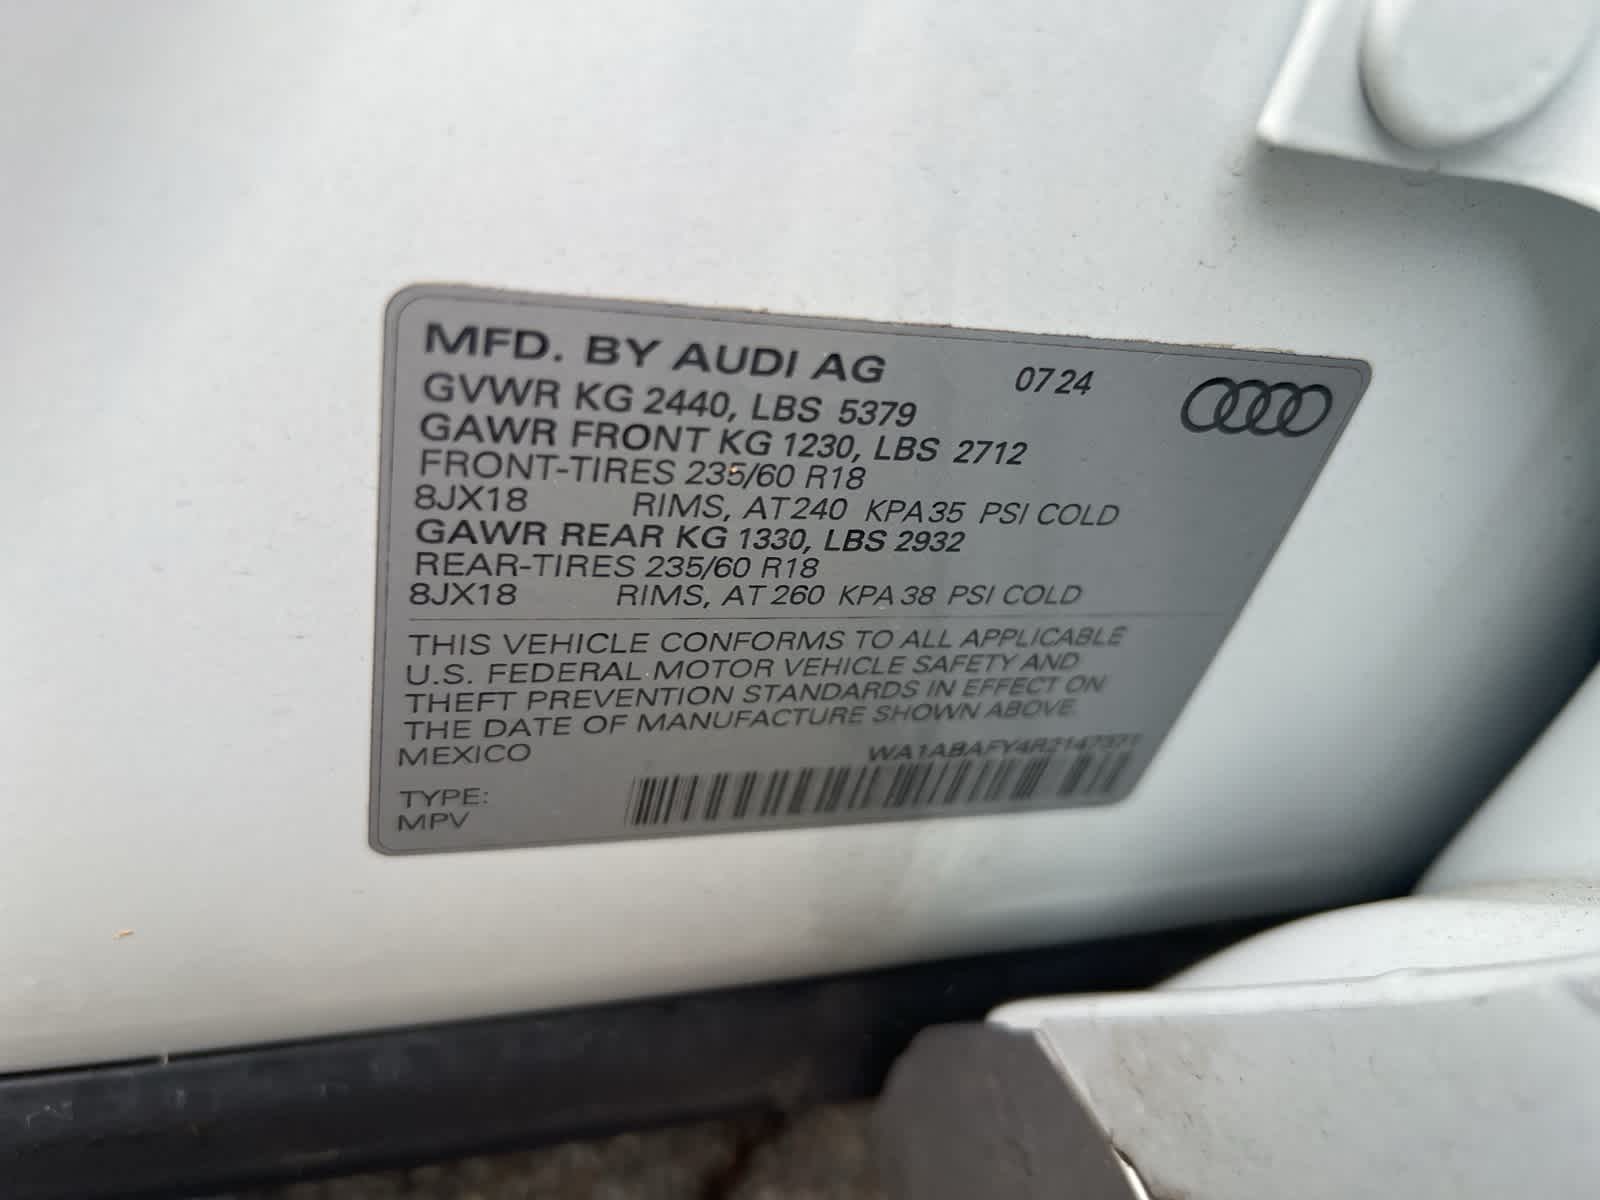 MFD. BY AUDI AG 07 24
GVWR KG 2440, LBS 5379
GAWR FRONT KG 1230, LBS 2712
FRONT-TIRES 235/60 R18
8JX18 RIMS, AT 240 KPA 35 PSI COLD
GAWR REAR KG 1330, LBS 2932
REAR-TIRES 235/60 R18
8JX18 RIMS, AT 260 KPA 38 PSI COLD
THIS VEHICLE CONFORMS TO ALL APPLICABLE
U.S. FEDERAL MOTOR VEHICLE SAFETY AND
THEFT PREVENTION STANDARDS IN EFFECT ON
THE DATE OF MANUFACTURE SHOWN ABOVE.
MEXICO
TYPE:
MPV